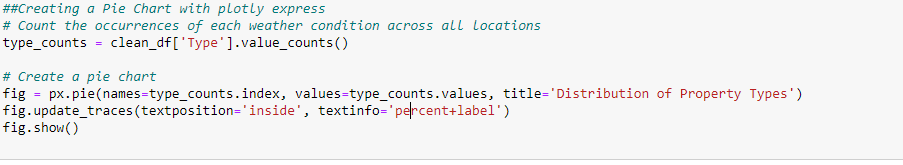 ##Creating a Pie Chart with plotly express
# Count the occurrences of each weather condition across all locations
type_counts = clean_df['Type'].value_counts()
# Create a pie chart
fig = px.pie(names=type_counts.index, values=type_counts.values, title='Distribution of Property Types')
fig.update_traces(textposition='inside', textinfo='percent+label')
fig.show()